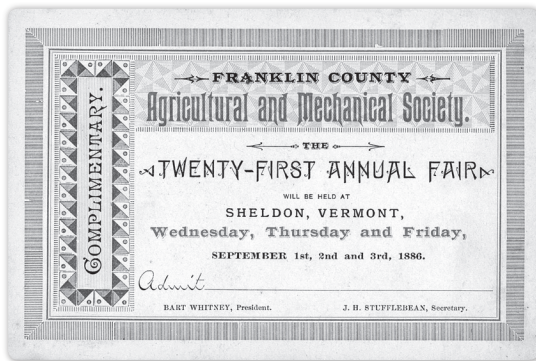 COMPLIMENTARY.
FRANKLIN COUNTY
Agricultural and Mechanical Society.
THE
TWENTY-FIRST ANNUAL FAIR
WILL BE HELD AT
SHELDON, VERMONT,
Wednesday, Thursday and Friday,
SEPTEMBER 1st, 2nd and 3rd, 1886.
Admit
BART WHITNEY, President. J. H. STUFFLEBEAN, Secretary.